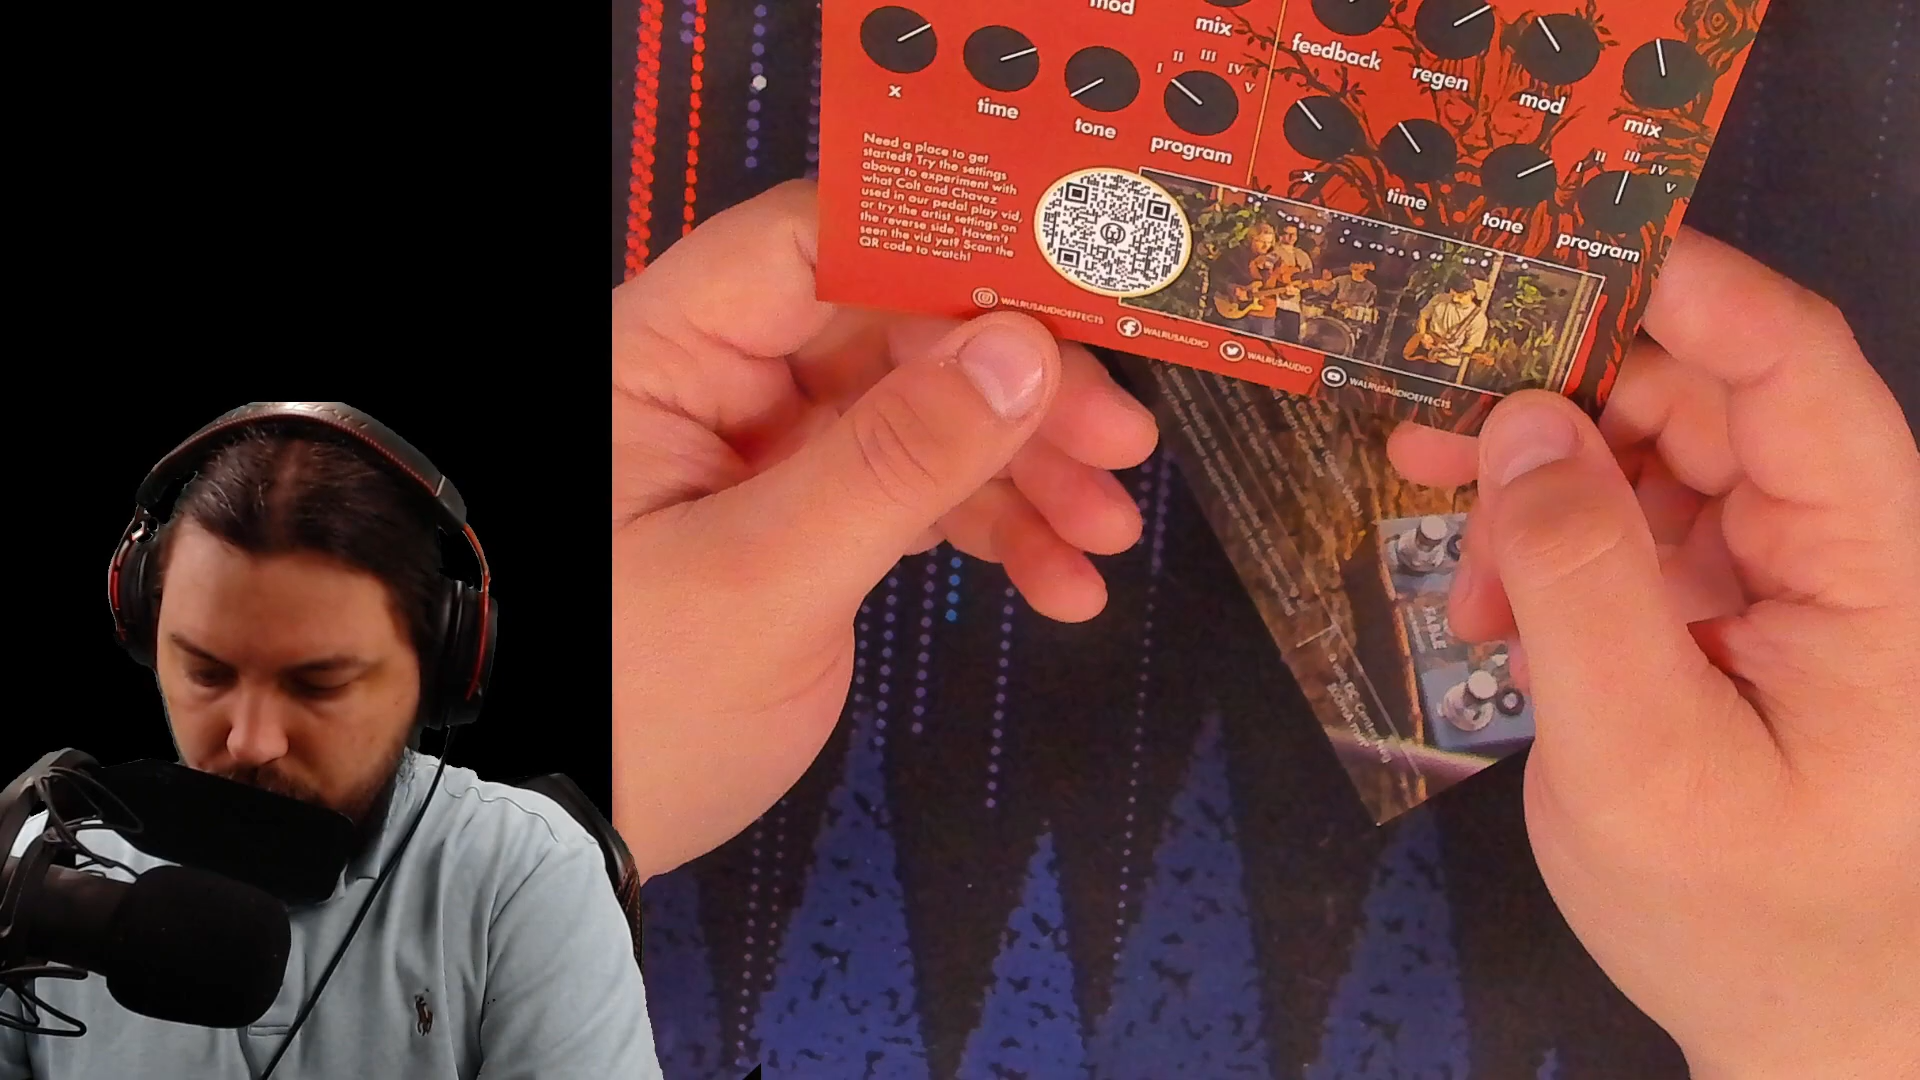 mod
mix
x
time
tone
program
I II III IV V
feedback
regen
mod
mix
x
time
tone
program
I II III IV V
Need a place to get
started? Try the settings
above to experiment with
what Colt and Chavez
used in our pedal play vid,
or try the artist settings on
the reverse side. Haven't
seen the vid yet? Scan the
QR code to watch!
WALRUSAUDIOEFFECTS
WALRUSAUDIO
WALRUSAUDIO
WALRUSAUDIOEFFECTS